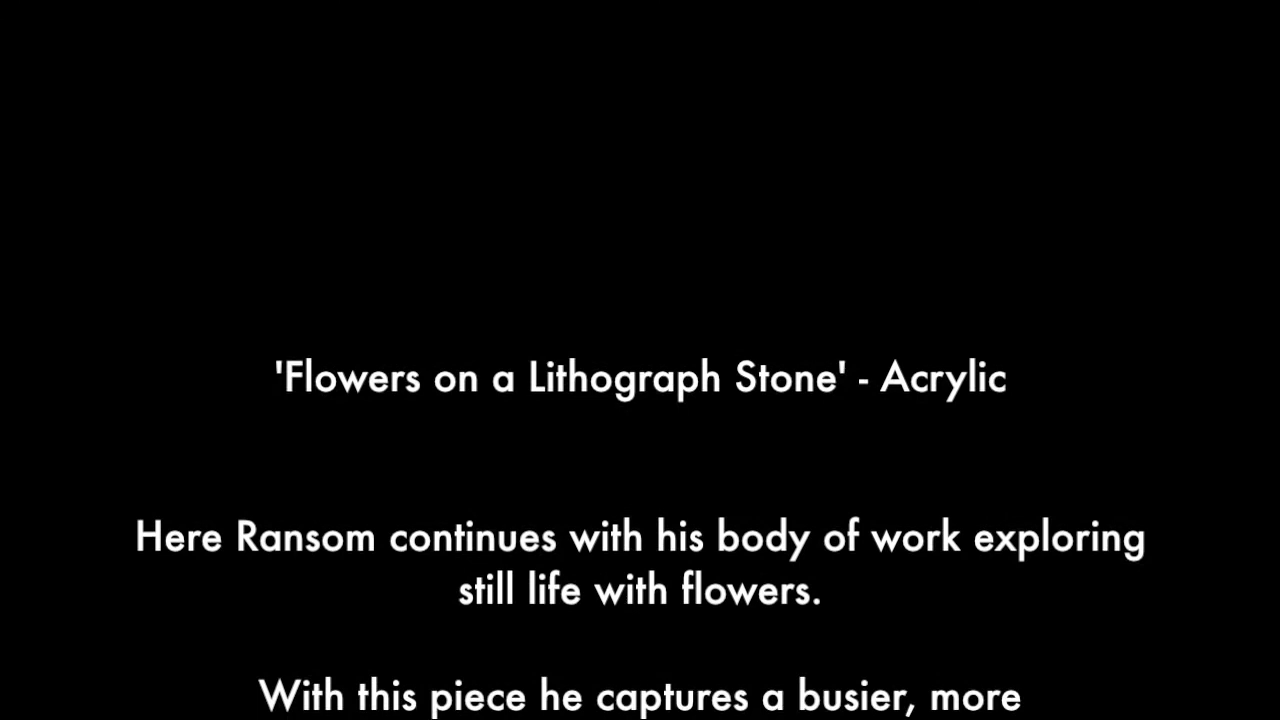 'Flowers on a Lithograph Stone' - Acrylic
Here Ransom continues with his body of work exploring
still life with flowers.
With this piece he captures a busier, more